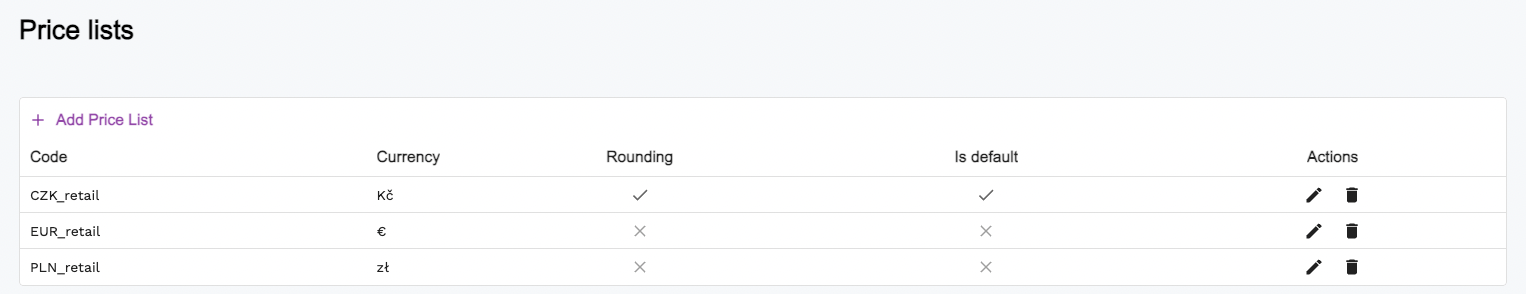 Price lists
Add Price List
Code Currency Rounding Is default Actions
CZK_retail Kč
EUR_retail €
PLN_retail zł